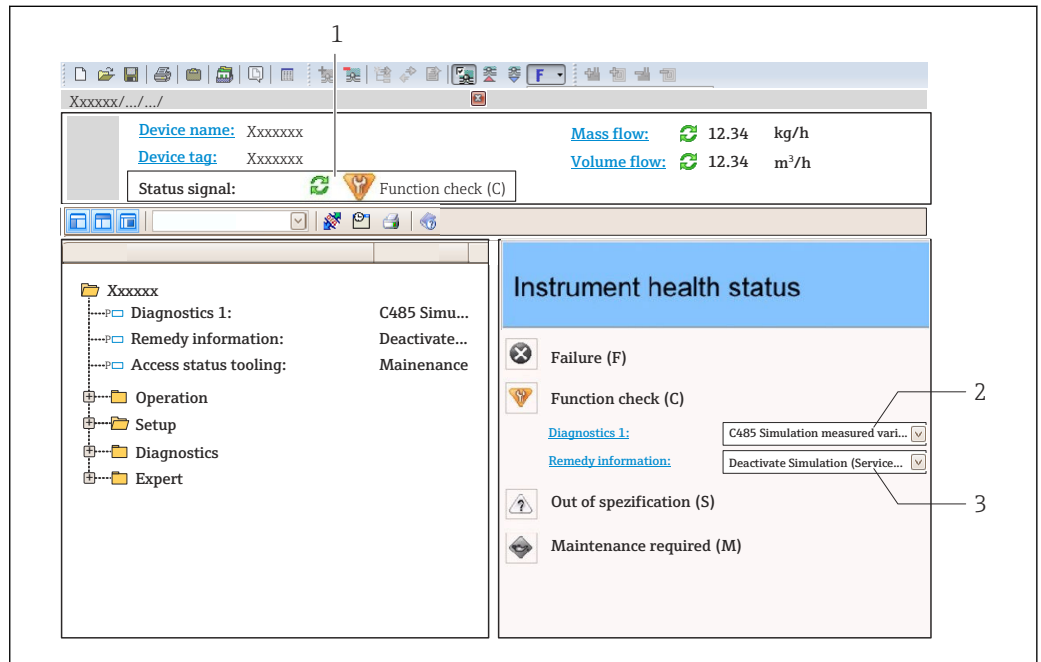 1
F
Xxxxxx/.../.../
Device name: Xxxxxxx
Mass flow: 12.34 kg/h
Device tag: Xxxxxxx
Volume flow: 12.34 m³/h
Status signal: Function check (C)
Xxxxxx
Diagnostics 1: C485 Simu...
Remedy information: Deactivate...
Access status tooling: Mainenance
Operation
Setup
Diagnostics
Expert
Instrument health status
Failure (F)
Function check (C)
2
Diagnostics 1: C485 Simulation measured vari...
Remedy information: Deactivate Simulation (Service...
Out of spezification (S)
3
Maintenance required (M)